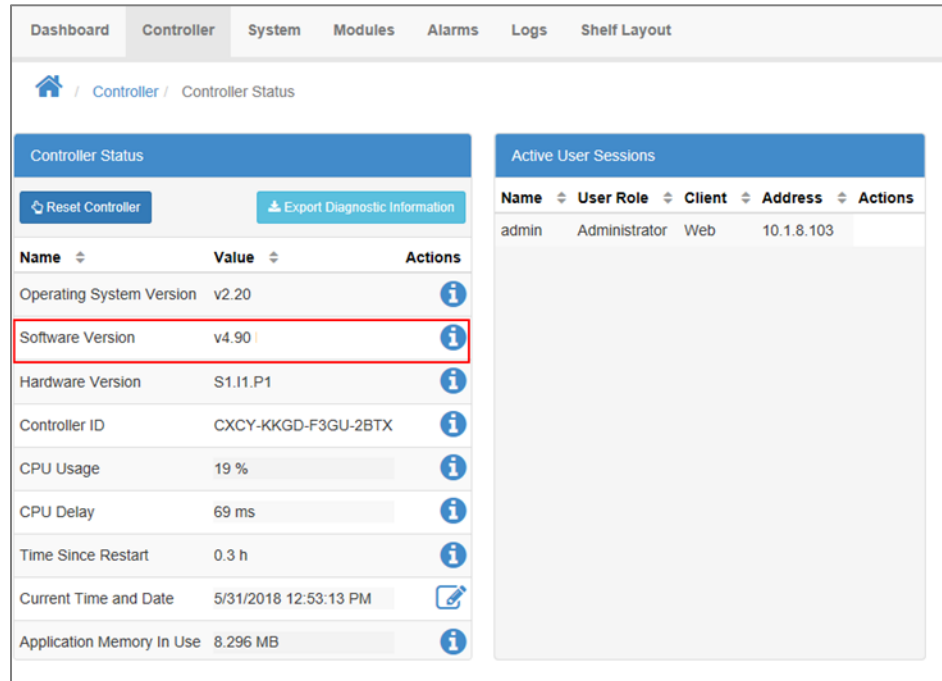 Dashboard Controller System Modules Alarms Logs Shelf Layout
/ Controller / Controller Status
Controller Status
Reset Controller Export Diagnostic Information
Name Value Actions
Operating System Version v2.20
Software Version v4.90
Hardware Version S1.I1.P1
Controller ID CXCY-KKGD-F3GU-2BTX
CPU Usage 19 %
CPU Delay 69 ms
Time Since Restart 0.3 h
Current Time and Date 5/31/2018 12:53:13 PM
Application Memory In Use 8.296 MB
Active User Sessions
Name User Role Client Address Actions
admin Administrator Web 10.1.8.103